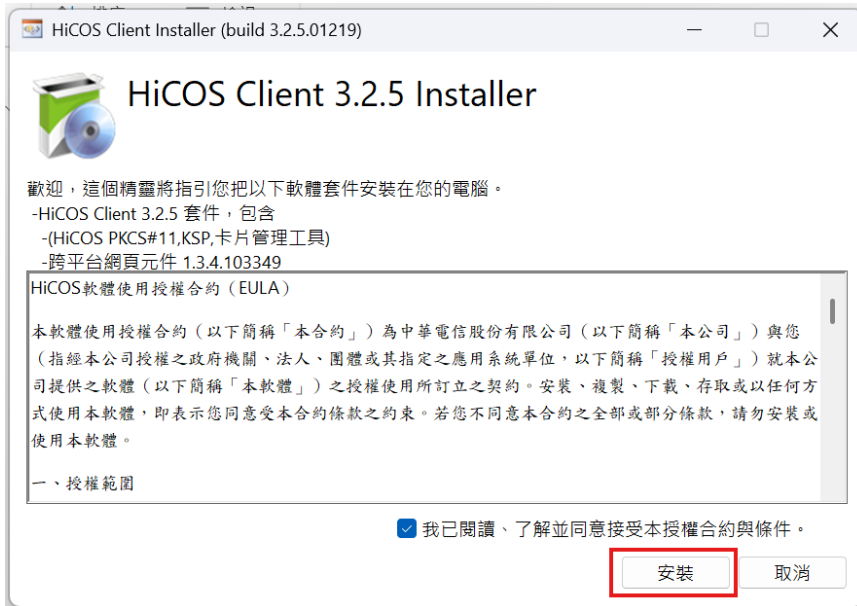 HiCOS Client Installer (build 3.2.5.01219)
HiCOS Client 3.2.5 Installer
歡迎，這個精靈將指引您把以下軟體套件安裝在您的電腦。
-HiCOS Client 3.2.5 套件，包含
-(HiCOS PKCS#11,KSP,卡片管理工具)
-跨平台網頁元件 1.3.4.103349
HiCOS軟體使用授權合約（EULA）
本軟體使用授權合約（以下簡稱「本合約」）為中華電信股份有限公司（以下簡稱「本公司」）與您
（指經本公司授權之政府機關、法人、團體或其指定之應用系統單位，以下簡稱「授權用戶」）就本公
司提供之軟體（以下簡稱「本軟體」）之授權使用所訂立之契約。安裝、複製、下載、存取或以任何方
式使用本軟體，即表示您同意受本合約條款之約束。若您不同意本合約之全部或部分條款，請勿安裝或
使用本軟體。
一、授權範圍
我已閱讀、了解並同意接受本授權合約與條件。
安裝
取消